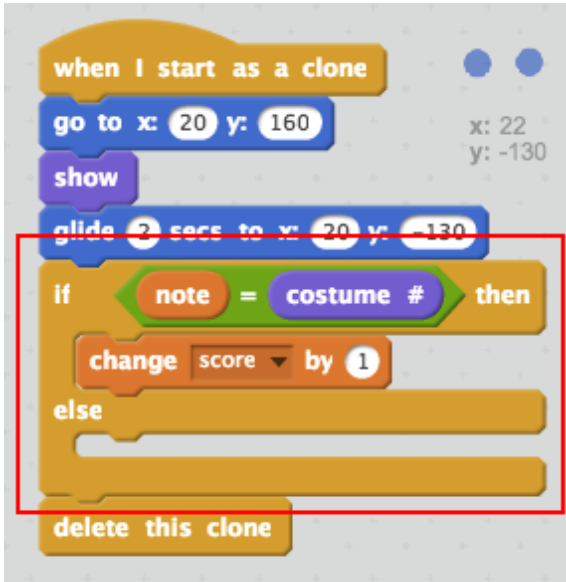 when I start as a clone
go to x: 20 y: 160
x: 22
y: -130
show
glide 2 secs to x: 20 y: -130
if note = costume # then
change score by 1
else
delete this clone